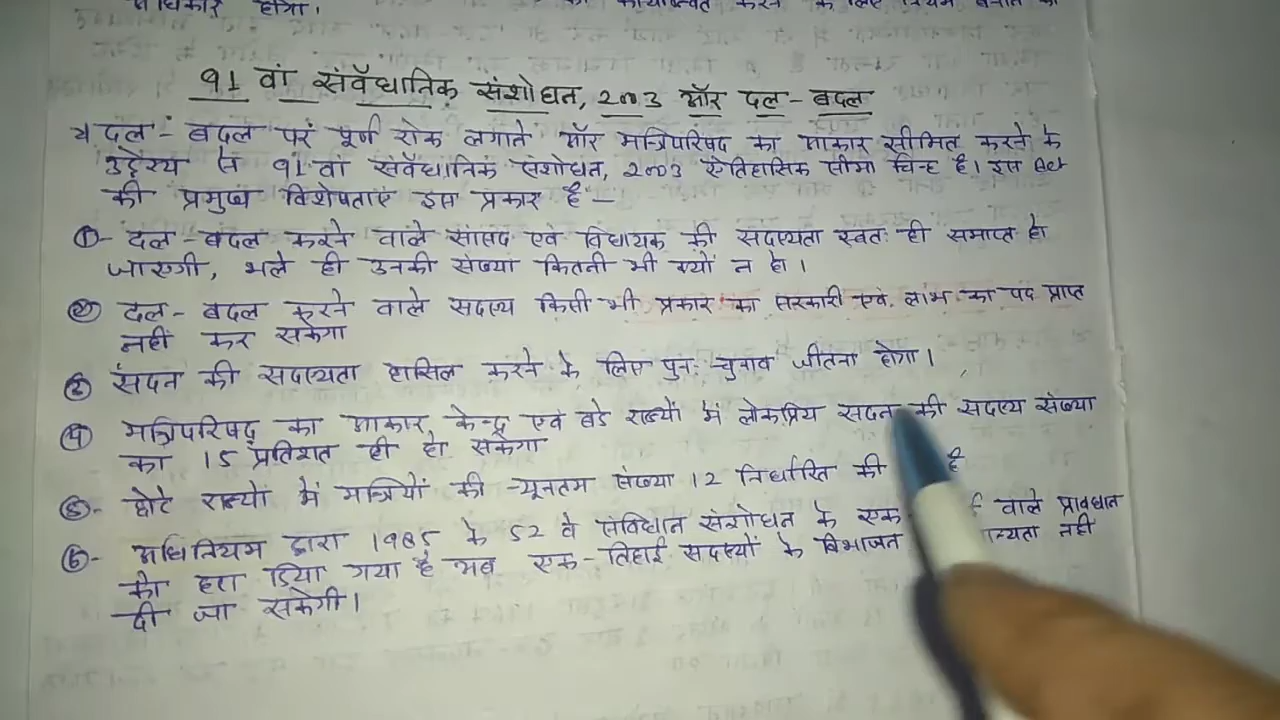 अधिकार होगा।
कार्यान्वित करने के लिए नियम बनाने का
91 वां संवैधानिक संशोधन, 2003 और दल-बदल
दल-बदल पर पूर्ण रोक लगाने और मन्त्रिपरिषद का आकार सीमित करने के
उद्देश्य से 91 वां संवैधानिक संशोधन, 2003 ऐतिहासिक सीमा चिन्ह है। इस Act
की प्रमुख विशेषताएं इस प्रकार हैं –
①- दल-बदल करने वाले सांसद एवं विधायक की सदस्यता स्वतः ही समाप्त हो
जाएगी, भले ही उनकी संख्या कितनी भी क्यों न हो।
② दल-बदल करने वाले सदस्य किसी भी प्रकार का सरकारी एवं लाभ का पद प्राप्त
नहीं कर सकेगा
सदन की सदस्यता हासिल करने के लिए पुनः चुनाव जीतना होगा।
④ मन्त्रिपरिषद् का आकार, केन्द्र एवं बडे राज्यों में लोकप्रिय सदन की सदस्य संख्या
का 15 प्रतिशत ही हो सकेगा
⑤- छोटे राज्यों में मन्त्रियों की न्यूनतम संख्या 12 निर्धारित की है
⑥- अधिनियम द्वारा 1985 के 52 वे संविधान संशोधन के एक वाले प्रावधान
को हटा दिया गया है अब एक-तिहाई सदस्यों के विभाजन नहीं
दी जा सकेगी।